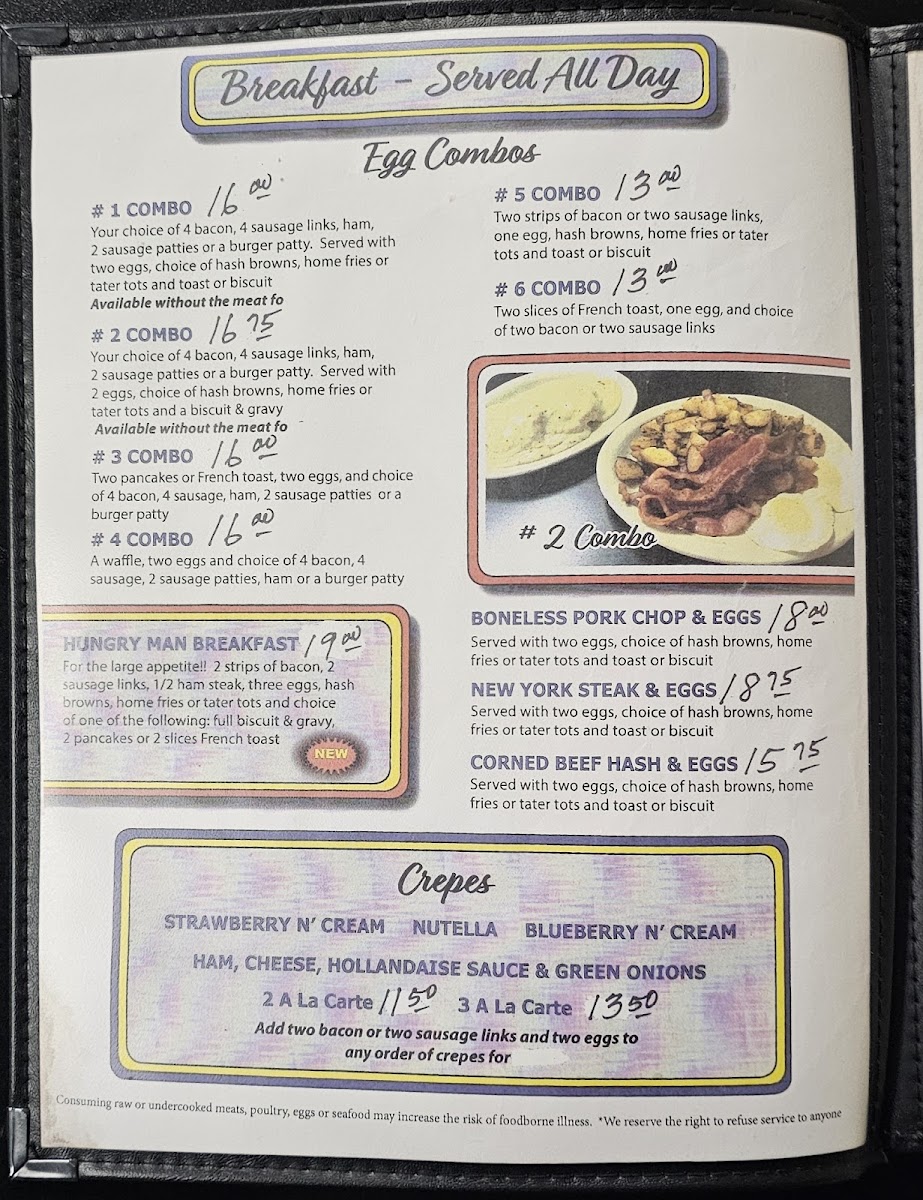 Breakfast – Served All Day
Egg Combos
# 1 COMBO 16 00
Your choice of 4 bacon, 4 sausage links, ham,
2 sausage patties or a burger patty. Served with
two eggs, choice of hash browns, home fries or
tater tots and toast or biscuit
Available without the meat fo
# 2 COMBO 16 75
Your choice of 4 bacon, 4 sausage links, ham,
2 sausage patties or a burger patty. Served with
2 eggs, choice of hash browns, home fries or
tater tots and a biscuit & gravy
Available without the meat fo
# 3 COMBO 16 00
Two pancakes or French toast, two eggs, and choice
of 4 bacon, 4 sausage, ham, 2 sausage patties or a
burger patty
# 4 COMBO 16 00
A waffle, two eggs and choice of 4 bacon, 4
sausage, 2 sausage patties, ham or a burger patty
HUNGRY MAN BREAKFAST 19 00
For the large appetite!! 2 strips of bacon, 2
sausage links, 1/2 ham steak, three eggs, hash
browns, home fries or tater tots and choice
of one of the following: full biscuit & gravy,
2 pancakes or 2 slices French toast
NEW
# 5 COMBO 13 00
Two strips of bacon or two sausage links,
one egg, hash browns, home fries or tater
tots and toast or biscuit
# 6 COMBO 13 00
Two slices of French toast, one egg, and choice
of two bacon or two sausage links
# 2 Combo
BONELESS PORK CHOP & EGGS 18 00
Served with two eggs, choice of hash browns, home
fries or tater tots and toast or biscuit
NEW YORK STEAK & EGGS 18 75
Served with two eggs, choice of hash browns, home
fries or tater tots and toast or biscuit
CORNED BEEF HASH & EGGS 15 75
Served with two eggs, choice of hash browns, home
fries or tater tots and toast or biscuit
Crepes
STRAWBERRY N' CREAM NUTELLA BLUEBERRY N' CREAM
HAM, CHEESE, HOLLANDAISE SAUCE & GREEN ONIONS
2 A La Carte 11 50 3 A La Carte 13 50
Add two bacon or two sausage links and two eggs to
any order of crepes for
Consuming raw or undercooked meats, poultry, eggs or seafood may increase the risk of foodborne illness. *We reserve the right to refuse service to anyone